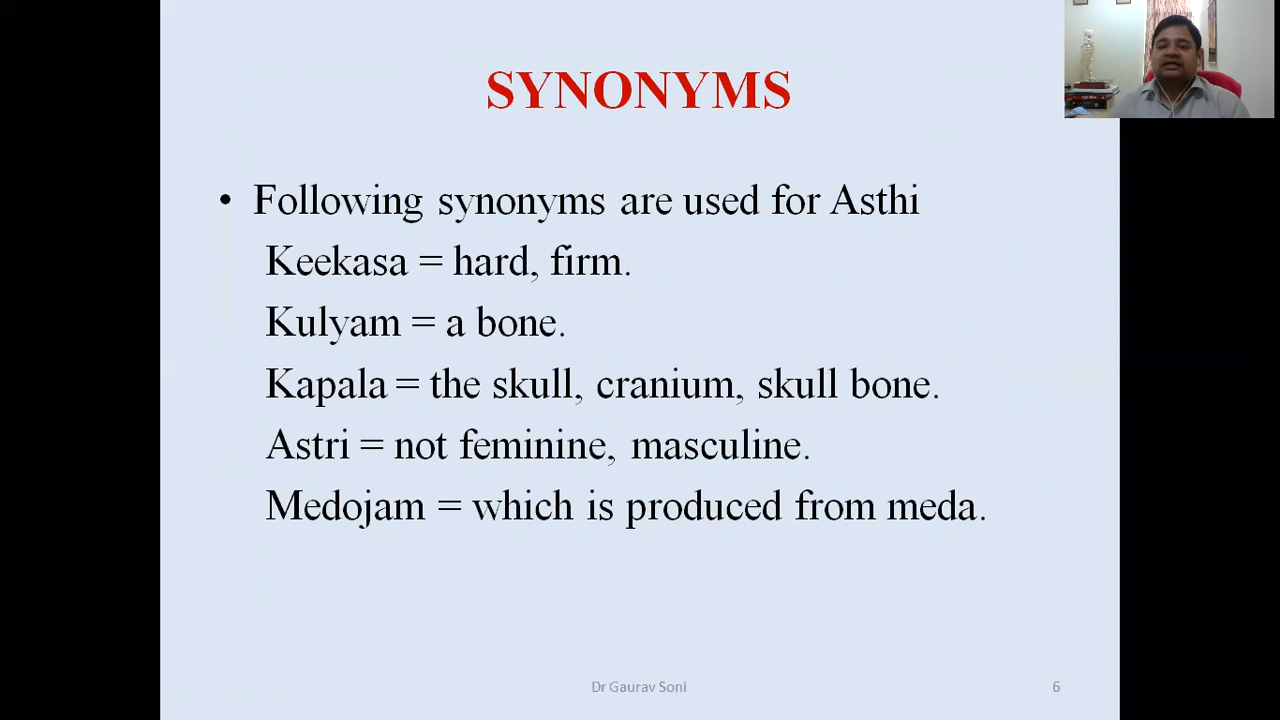 SYNONYMS
• Following synonyms are used for Asthi
Keekasa = hard, firm.
Kulyam = a bone.
Kapala = the skull, cranium, skull bone.
Astri = not feminine, masculine.
Medojam = which is produced from meda.
Dr Gaurav Soni
6